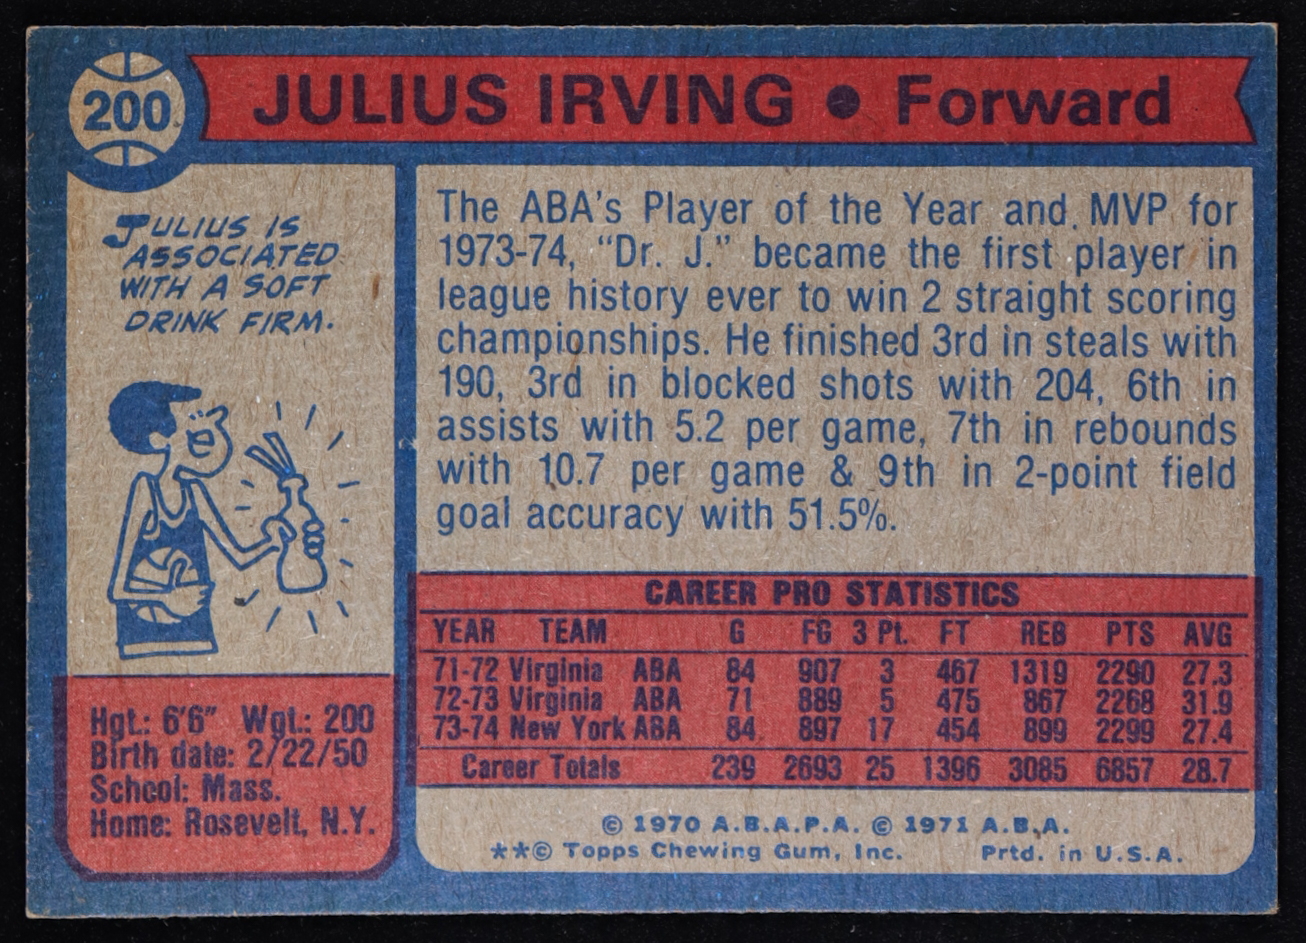 200
JULIUS IRVING • Forward
JULIUS IS
ASSOCIATED
WITH A SOFT
DRINK FIRM.
Hgt.: 6'6" Wgt.: 200
Birth date: 2/22/50
School: Mass.
Home: Rosevelt, N.Y.
The ABA's Player of the Year and MVP for
1973-74, “Dr. J.” became the first player in
league history ever to win 2 straight scoring
championships. He finished 3rd in steals with
190, 3rd in blocked shots with 204, 6th in
assists with 5.2 per game, 7th in rebounds
with 10.7 per game & 9th in 2-point field
goal accuracy with 51.5%.
CAREER PRO STATISTICS
YEAR TEAM G FG 3 Pt. FT REB PTS AVG
71-72 Virginia ABA 84 907 3 467 1319 2290 27.3
72-73 Virginia ABA 71 889 5 475 867 2268 31.9
73-74 New York ABA 84 897 17 454 899 2299 27.4
Career Totals 239 2693 25 1396 3085 6857 28.7
© 1970 A.B.A.P.A. © 1971 A.B.A.
**© Topps Chewing Gum, Inc. Prtd. in U.S.A.